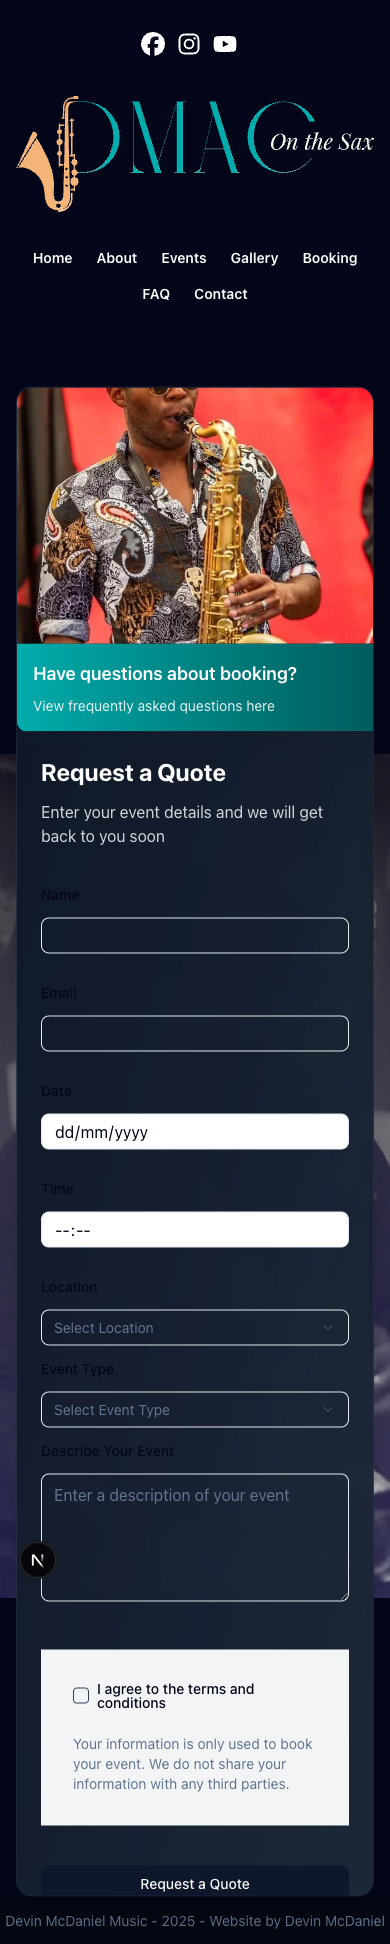 DMAC
On the Sax
Home About Events Gallery Booking
FAQ Contact
Have questions about booking?
View frequently asked questions here
Request a Quote
Enter your event details and we will get
back to you soon
Name
Email
Date
dd/mm/yyyy
Time
--:--
Location
Select Location
Event Type
Select Event Type
Describe Your Event
Enter a description of your event
N
I agree to the terms and
conditions
Your information is only used to book
your event. We do not share your
information with any third parties.
Request a Quote
Devin McDaniel Music - 2025 - Website by Devin McDaniel